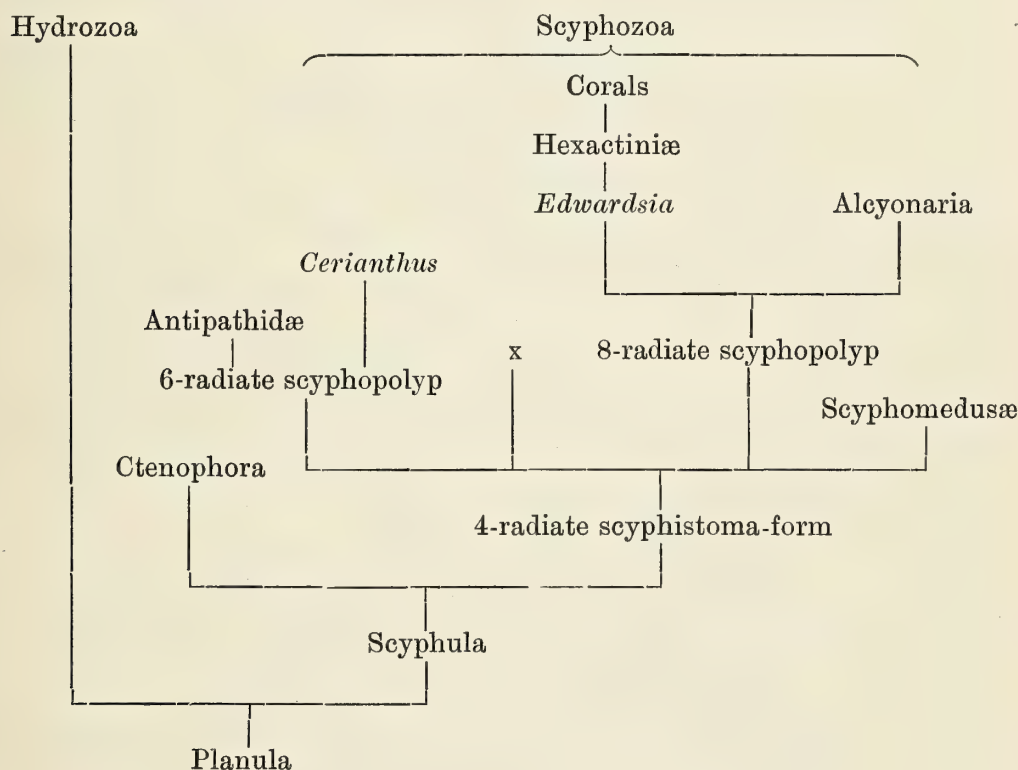 Hydrozoa
Scyphozoa
Corals
Hexactiniæ
Edwardsia
Alcyonaria
Cerianthus
Antipathidæ
x
8-radiate scyphopolyp
6-radiate scyphopolyp
Scyphomedusæ
Ctenophora
4-radiate scyphistoma-form
Scyphula
Planula